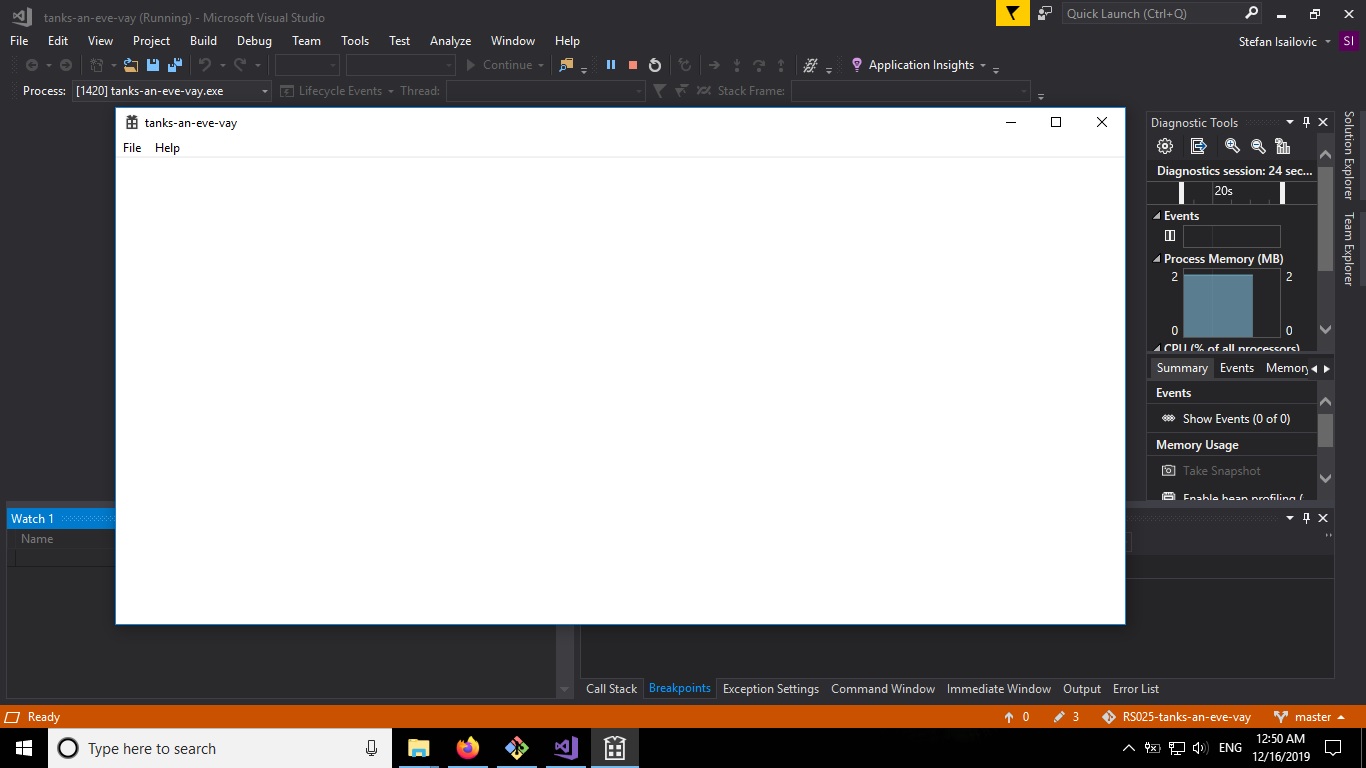 tanks-an-eve-vay (Running) - Microsoft Visual Studio
Quick Launch (Ctrl+Q)
File Edit View Project Build Debug Team Tools Test Analyze Window Help
Stefan Isailovic SI
Continue
Application Insights
Process: [1420] tanks-an-eve-vay.exe Lifecycle Events Thread: Stack Frame:
tanks-an-eve-vay
File Help
Diagnostic Tools
Diagnostics session: 24 sec...
20s
Events
Process Memory (MB)
2 2
0 0
CPU (% of all processors)
Summary Events Memory
Events
Show Events (0 of 0)
Memory Usage
Take Snapshot
Enable heap profiling (
Solution Explorer
Team Explorer
Watch 1
Name
Call Stack Breakpoints Exception Settings Command Window Immediate Window Output Error List
Ready
0 3 RS025-tanks-an-eve-vay master
Type here to search
ENG
12:50 AM
12/16/2019